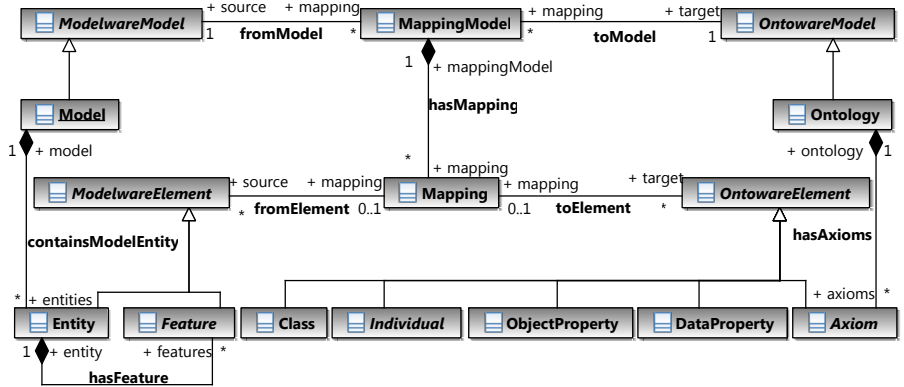 ModelwareModel
+ source
+ mapping
1
fromModel
*
MappingModel
+ mapping
+ target
*
toModel
1
OntowareModel
1
+ mappingModel
hasMapping
Model
Ontology
1
+ model
+ ontology
1
*
+ mapping
ModelwareElement
+ source
+ mapping
*
fromElement
0..1
Mapping
+ mapping
+ target
0..1
toElement
*
OntowareElement
containsModelEntity
hasAxioms
*
+ entities
+ axioms
*
Entity
Feature
Class
Individual
ObjectProperty
DataProperty
Axiom
1
+ entity
+ features
*
hasFeature